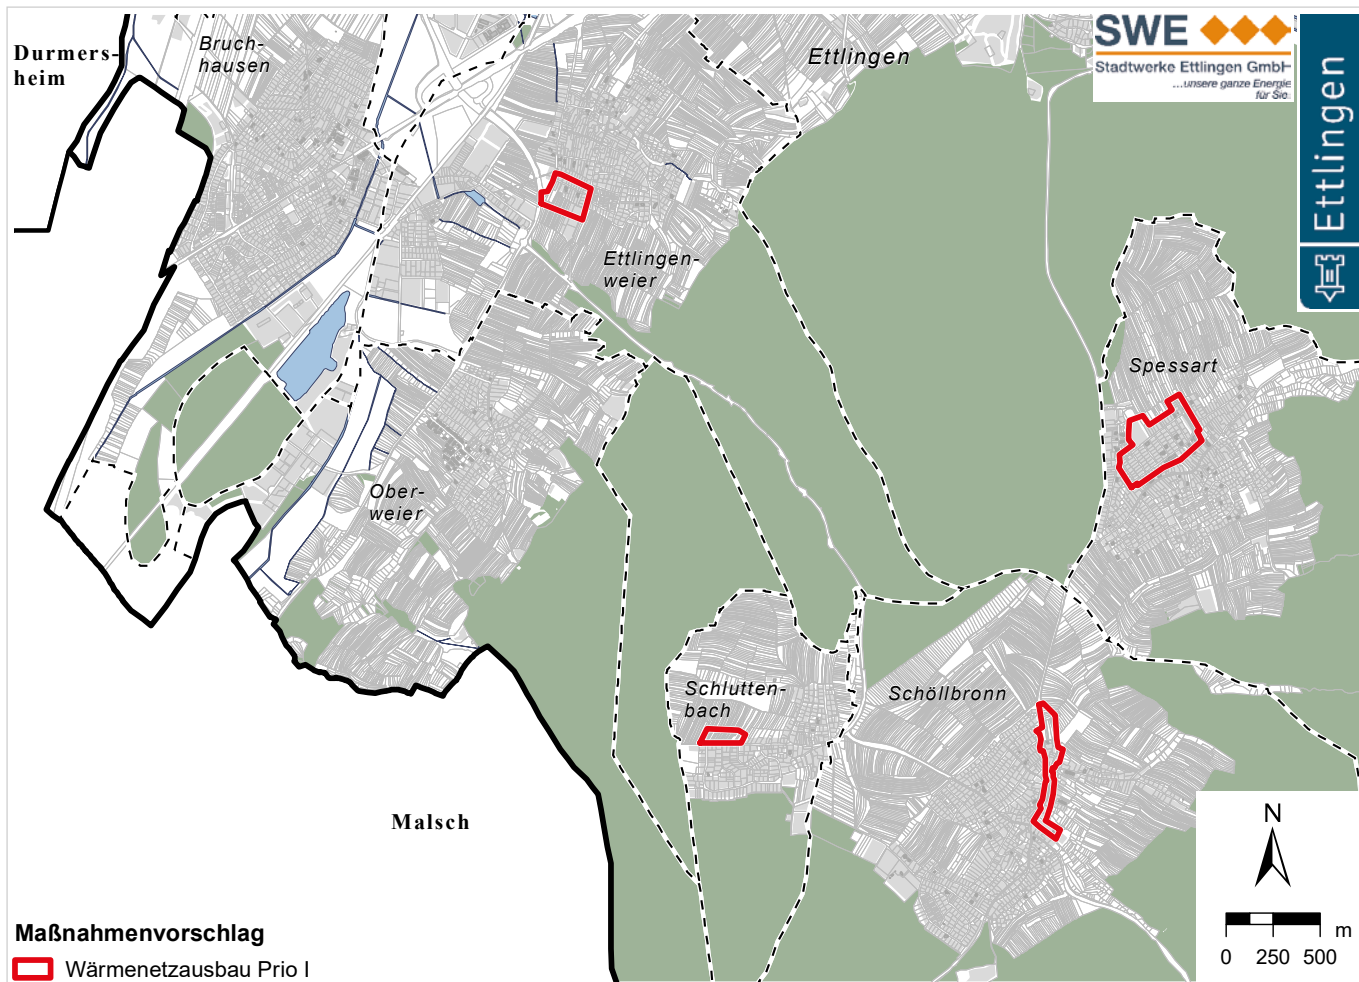 Durmers-
heim
Bruch-
hausen
Ettlingen
SWE
Stadtwerke Ettlingen GmbH
...unsere ganze Energie
für Sie.
Ettlingen
Ettlingen-
weier
Spessart
Ober-
weier
Schlutten-
bach
Schöllbronn
Malsch
N
m
0 250 500
Maßnahmenvorschlag
Wärmenetzausbau Prio I